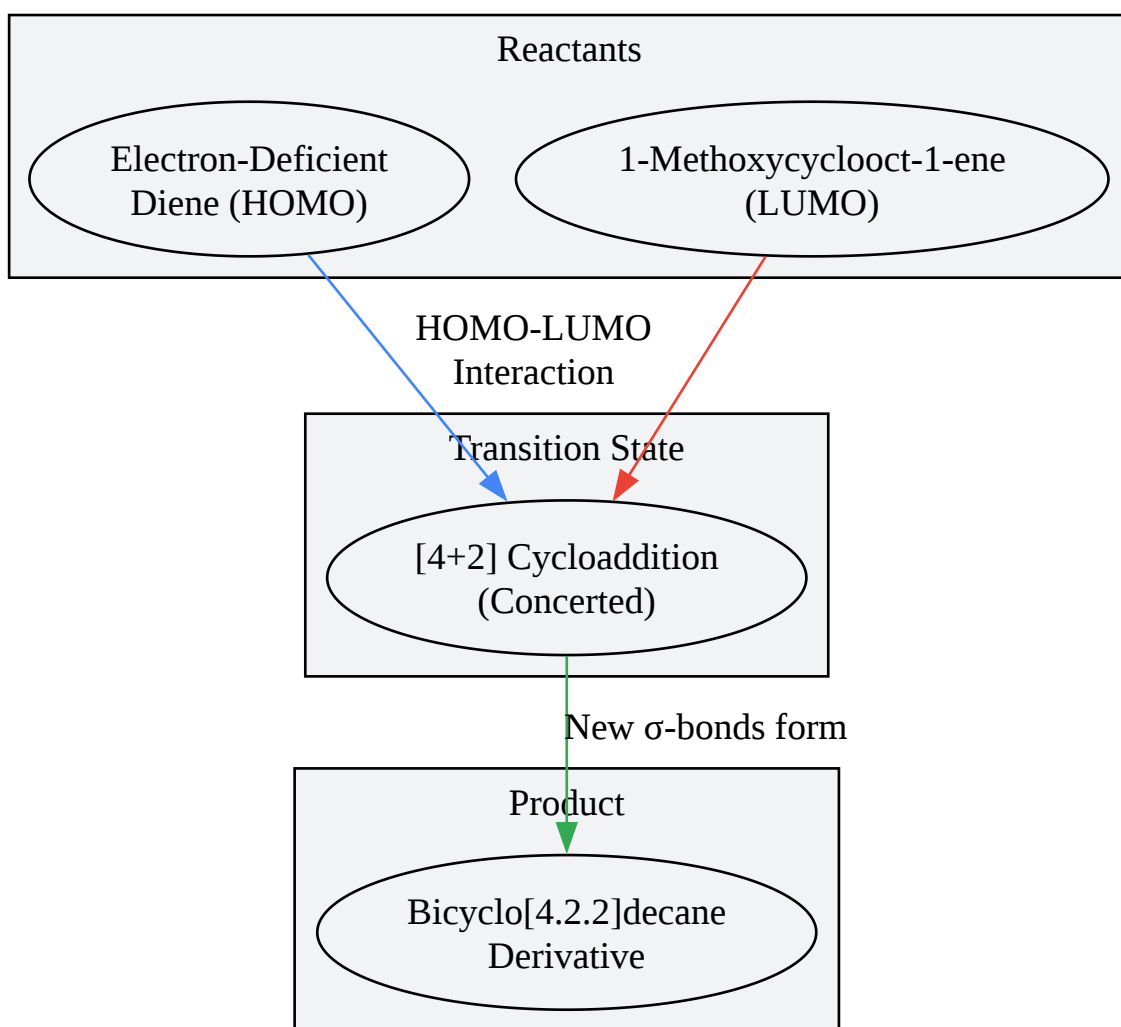 Reactants
Electron-Deficient
Diene (HOMO)
1-Methoxycyclooct-1-ene
(LUMO)
HOMO-LUMO
Interaction
Transition State
[4+2] Cycloaddition
(Concerted)
New σ-bonds form
Product
Bicyclo[4.2.2]decane
Derivative